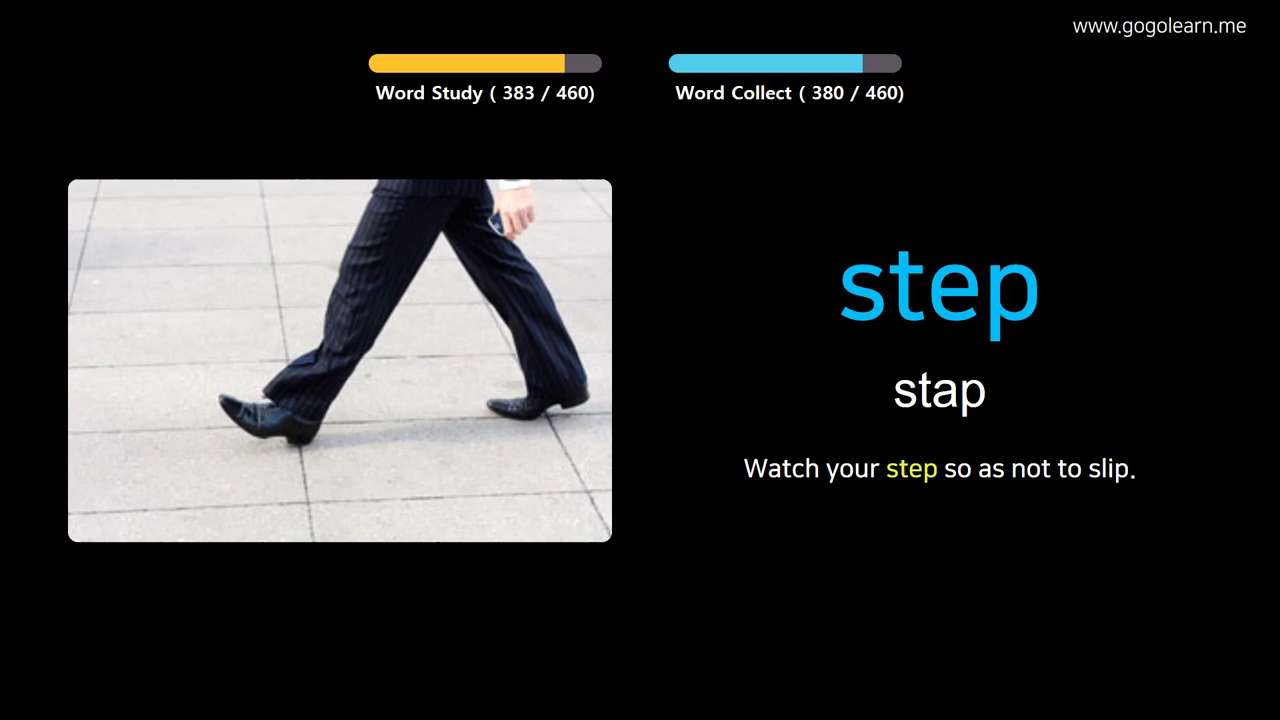 www.gogolearn.me
Word Study ( 383 / 460)
Word Collect ( 380 / 460)
step
stap
Watch your step so as not to slip.